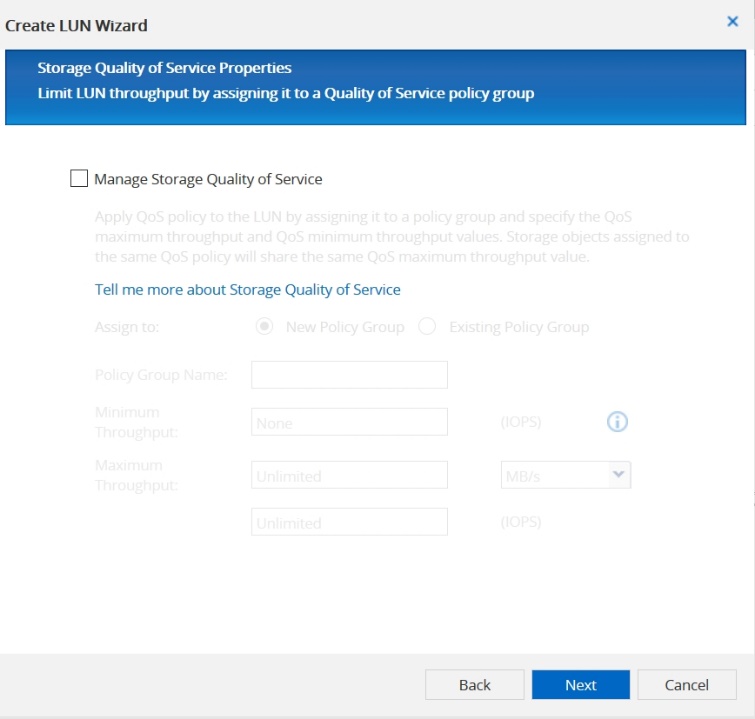 Create LUN Wizard
Storage Quality of Service Properties
Limit LUN throughput by assigning it to a Quality of Service policy group
Manage Storage Quality of Service
Apply QoS policy to the LUN by assigning it to a policy group and specify the QoS
maximum throughput and QoS minimum throughput values. Storage objects assigned to
the same QoS policy will share the same QoS maximum throughput value.
Tell me more about Storage Quality of Service
Assign to: New Policy Group Existing Policy Group
Policy Group Name:
Minimum
Throughput:
None (IOPS)
Maximum
Throughput:
Unlimited MB/s
Unlimited (IOPS)
Back Next Cancel